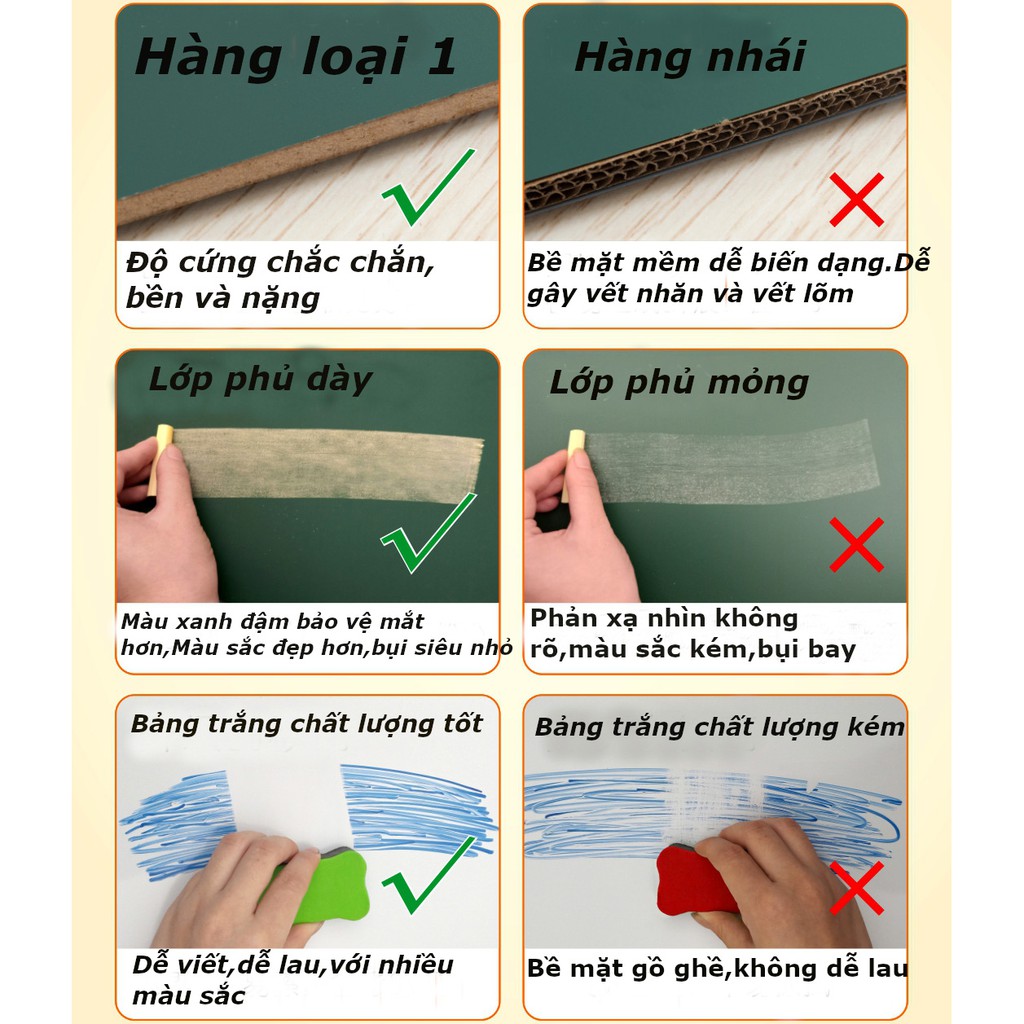 Hàng loại 1
Hàng nhái
Độ cứng chắc chắn,
bền và nặng
Bề mặt mềm dễ biến dạng.Dễ
gây vết nhăn và vết lõm
Lớp phủ dày
Lớp phủ mỏng
Màu xanh đậm bảo vệ mắt
hơn,Màu sắc đẹp hơn,bụi siêu nhỏ
Phản xạ nhìn không
rõ,màu sắc kém,bụi bay
Bảng trắng chất lượng tốt
Bảng trắng chất lượng kém
Dễ viết,dễ lau,với nhiều
màu sắc
Bề mặt gồ ghề,không dễ lau